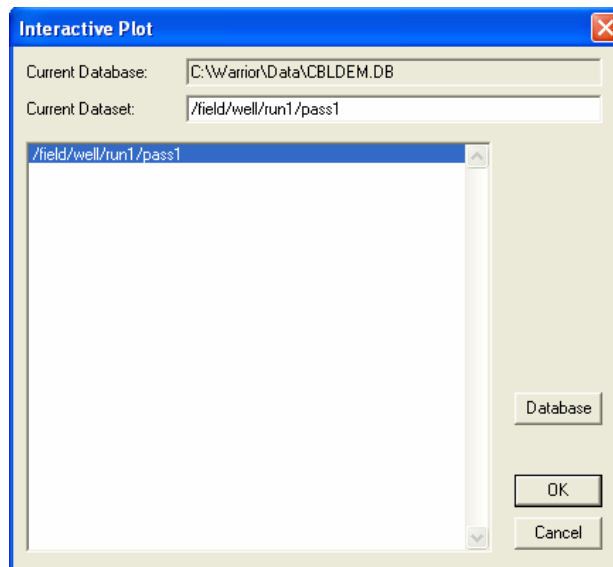 Interactive Plot
Current Database: C:\Warrior\Data\CBLDEM.DB
Current Dataset: /field/well/run1/pass1
/field/well/run1/pass1
Database
OK
Cancel